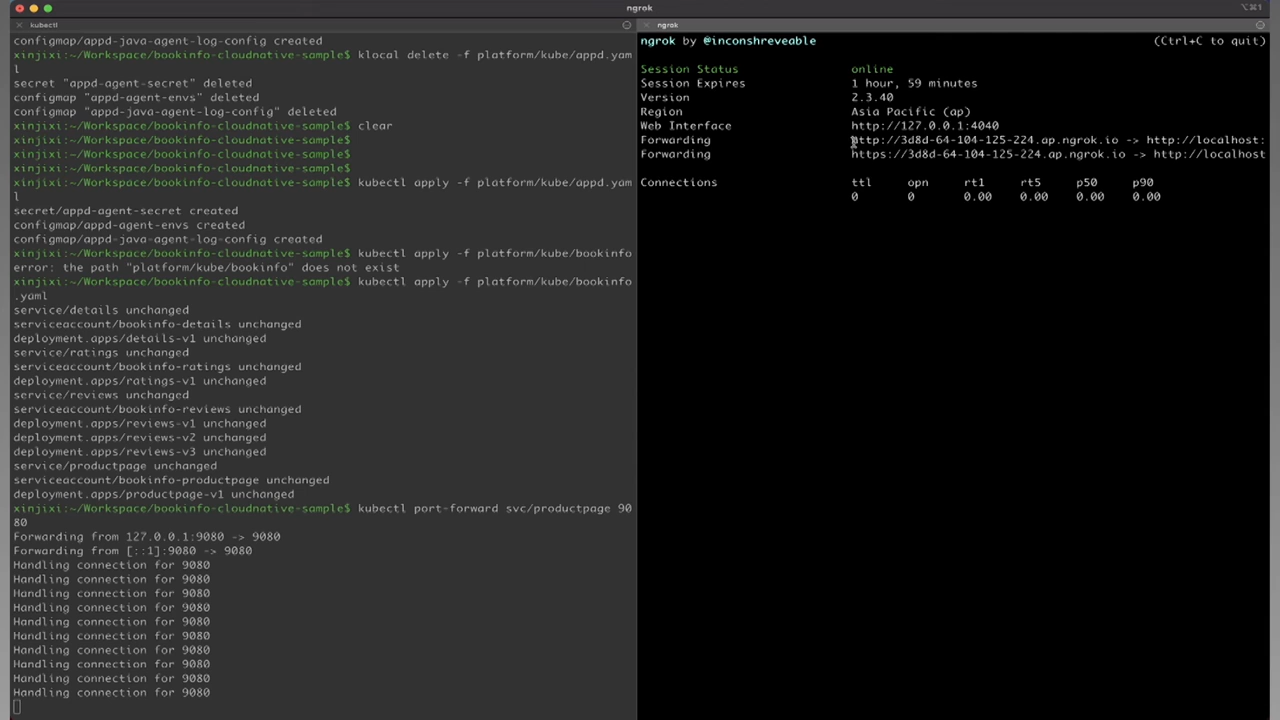 ngrok
⌥⌘1
kubectl
configmap/appd-java-agent-log-config created
xinjixi:~/Workspace/bookinfo-cloudnative-sample$ klocal delete -f platform/kube/appd.yam
l
secret "appd-agent-secret" deleted
configmap "appd-agent-envs" deleted
configmap "appd-java-agent-log-config" deleted
xinjixi:~/Workspace/bookinfo-cloudnative-sample$ clear
xinjixi:~/Workspace/bookinfo-cloudnative-sample$
xinjixi:~/Workspace/bookinfo-cloudnative-sample$
xinjixi:~/Workspace/bookinfo-cloudnative-sample$
xinjixi:~/Workspace/bookinfo-cloudnative-sample$ kubectl apply -f platform/kube/appd.yam
l
secret/appd-agent-secret created
configmap/appd-agent-envs created
configmap/appd-java-agent-log-config created
xinjixi:~/Workspace/bookinfo-cloudnative-sample$ kubectl apply -f platform/kube/bookinfo
error: the path "platform/kube/bookinfo" does not exist
xinjixi:~/Workspace/bookinfo-cloudnative-sample$ kubectl apply -f platform/kube/bookinfo
.yaml
service/details unchanged
serviceaccount/bookinfo-details unchanged
deployment.apps/details-v1 unchanged
service/ratings unchanged
serviceaccount/bookinfo-ratings unchanged
deployment.apps/ratings-v1 unchanged
service/reviews unchanged
serviceaccount/bookinfo-reviews unchanged
deployment.apps/reviews-v1 unchanged
deployment.apps/reviews-v2 unchanged
deployment.apps/reviews-v3 unchanged
service/productpage unchanged
serviceaccount/bookinfo-productpage unchanged
deployment.apps/productpage-v1 unchanged
xinjixi:~/Workspace/bookinfo-cloudnative-sample$ kubectl port-forward svc/productpage 90
80
Forwarding from 127.0.0.1:9080 -> 9080
Forwarding from [::1]:9080 -> 9080
Handling connection for 9080
Handling connection for 9080
Handling connection for 9080
Handling connection for 9080
Handling connection for 9080
Handling connection for 9080
Handling connection for 9080
Handling connection for 9080
Handling connection for 9080
Handling connection for 9080
ngrok
ngrok by @inconshreveable (Ctrl+C to quit)
Session Status online
Session Expires 1 hour, 59 minutes
Version 2.3.40
Region Asia Pacific (ap)
Web Interface http://127.0.0.1:4040
Forwarding http://3d8d-64-104-125-224.ap.ngrok.io -> http://localhost:
Forwarding https://3d8d-64-104-125-224.ap.ngrok.io -> http://localhost
Connections ttl opn rt1 rt5 p50 p90
0 0 0.00 0.00 0.00 0.00